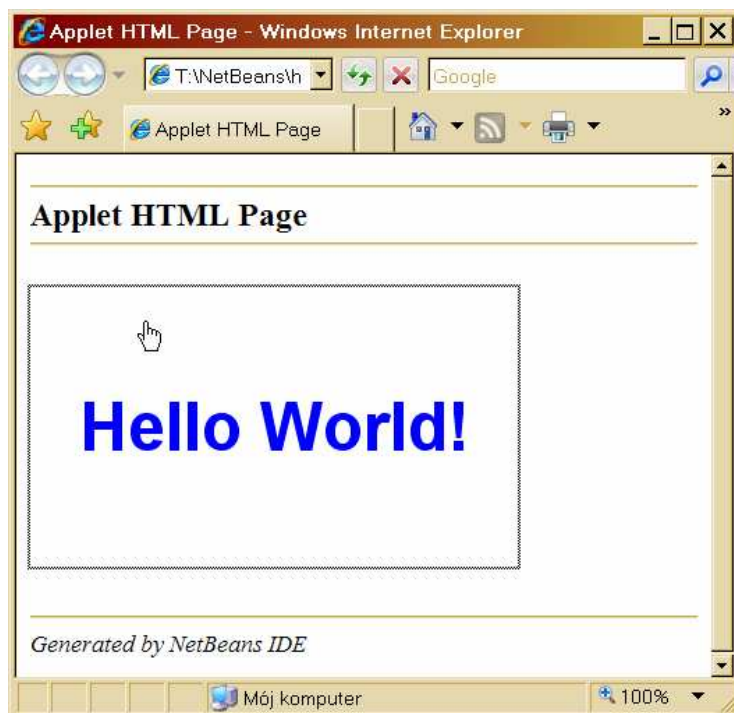 Applet HTML Page - Windows Internet Explorer
T:\NetBeans\h
Google
Applet HTML Page
»
Applet HTML Page
Hello World!
Generated by NetBeans IDE
Mój komputer
100%